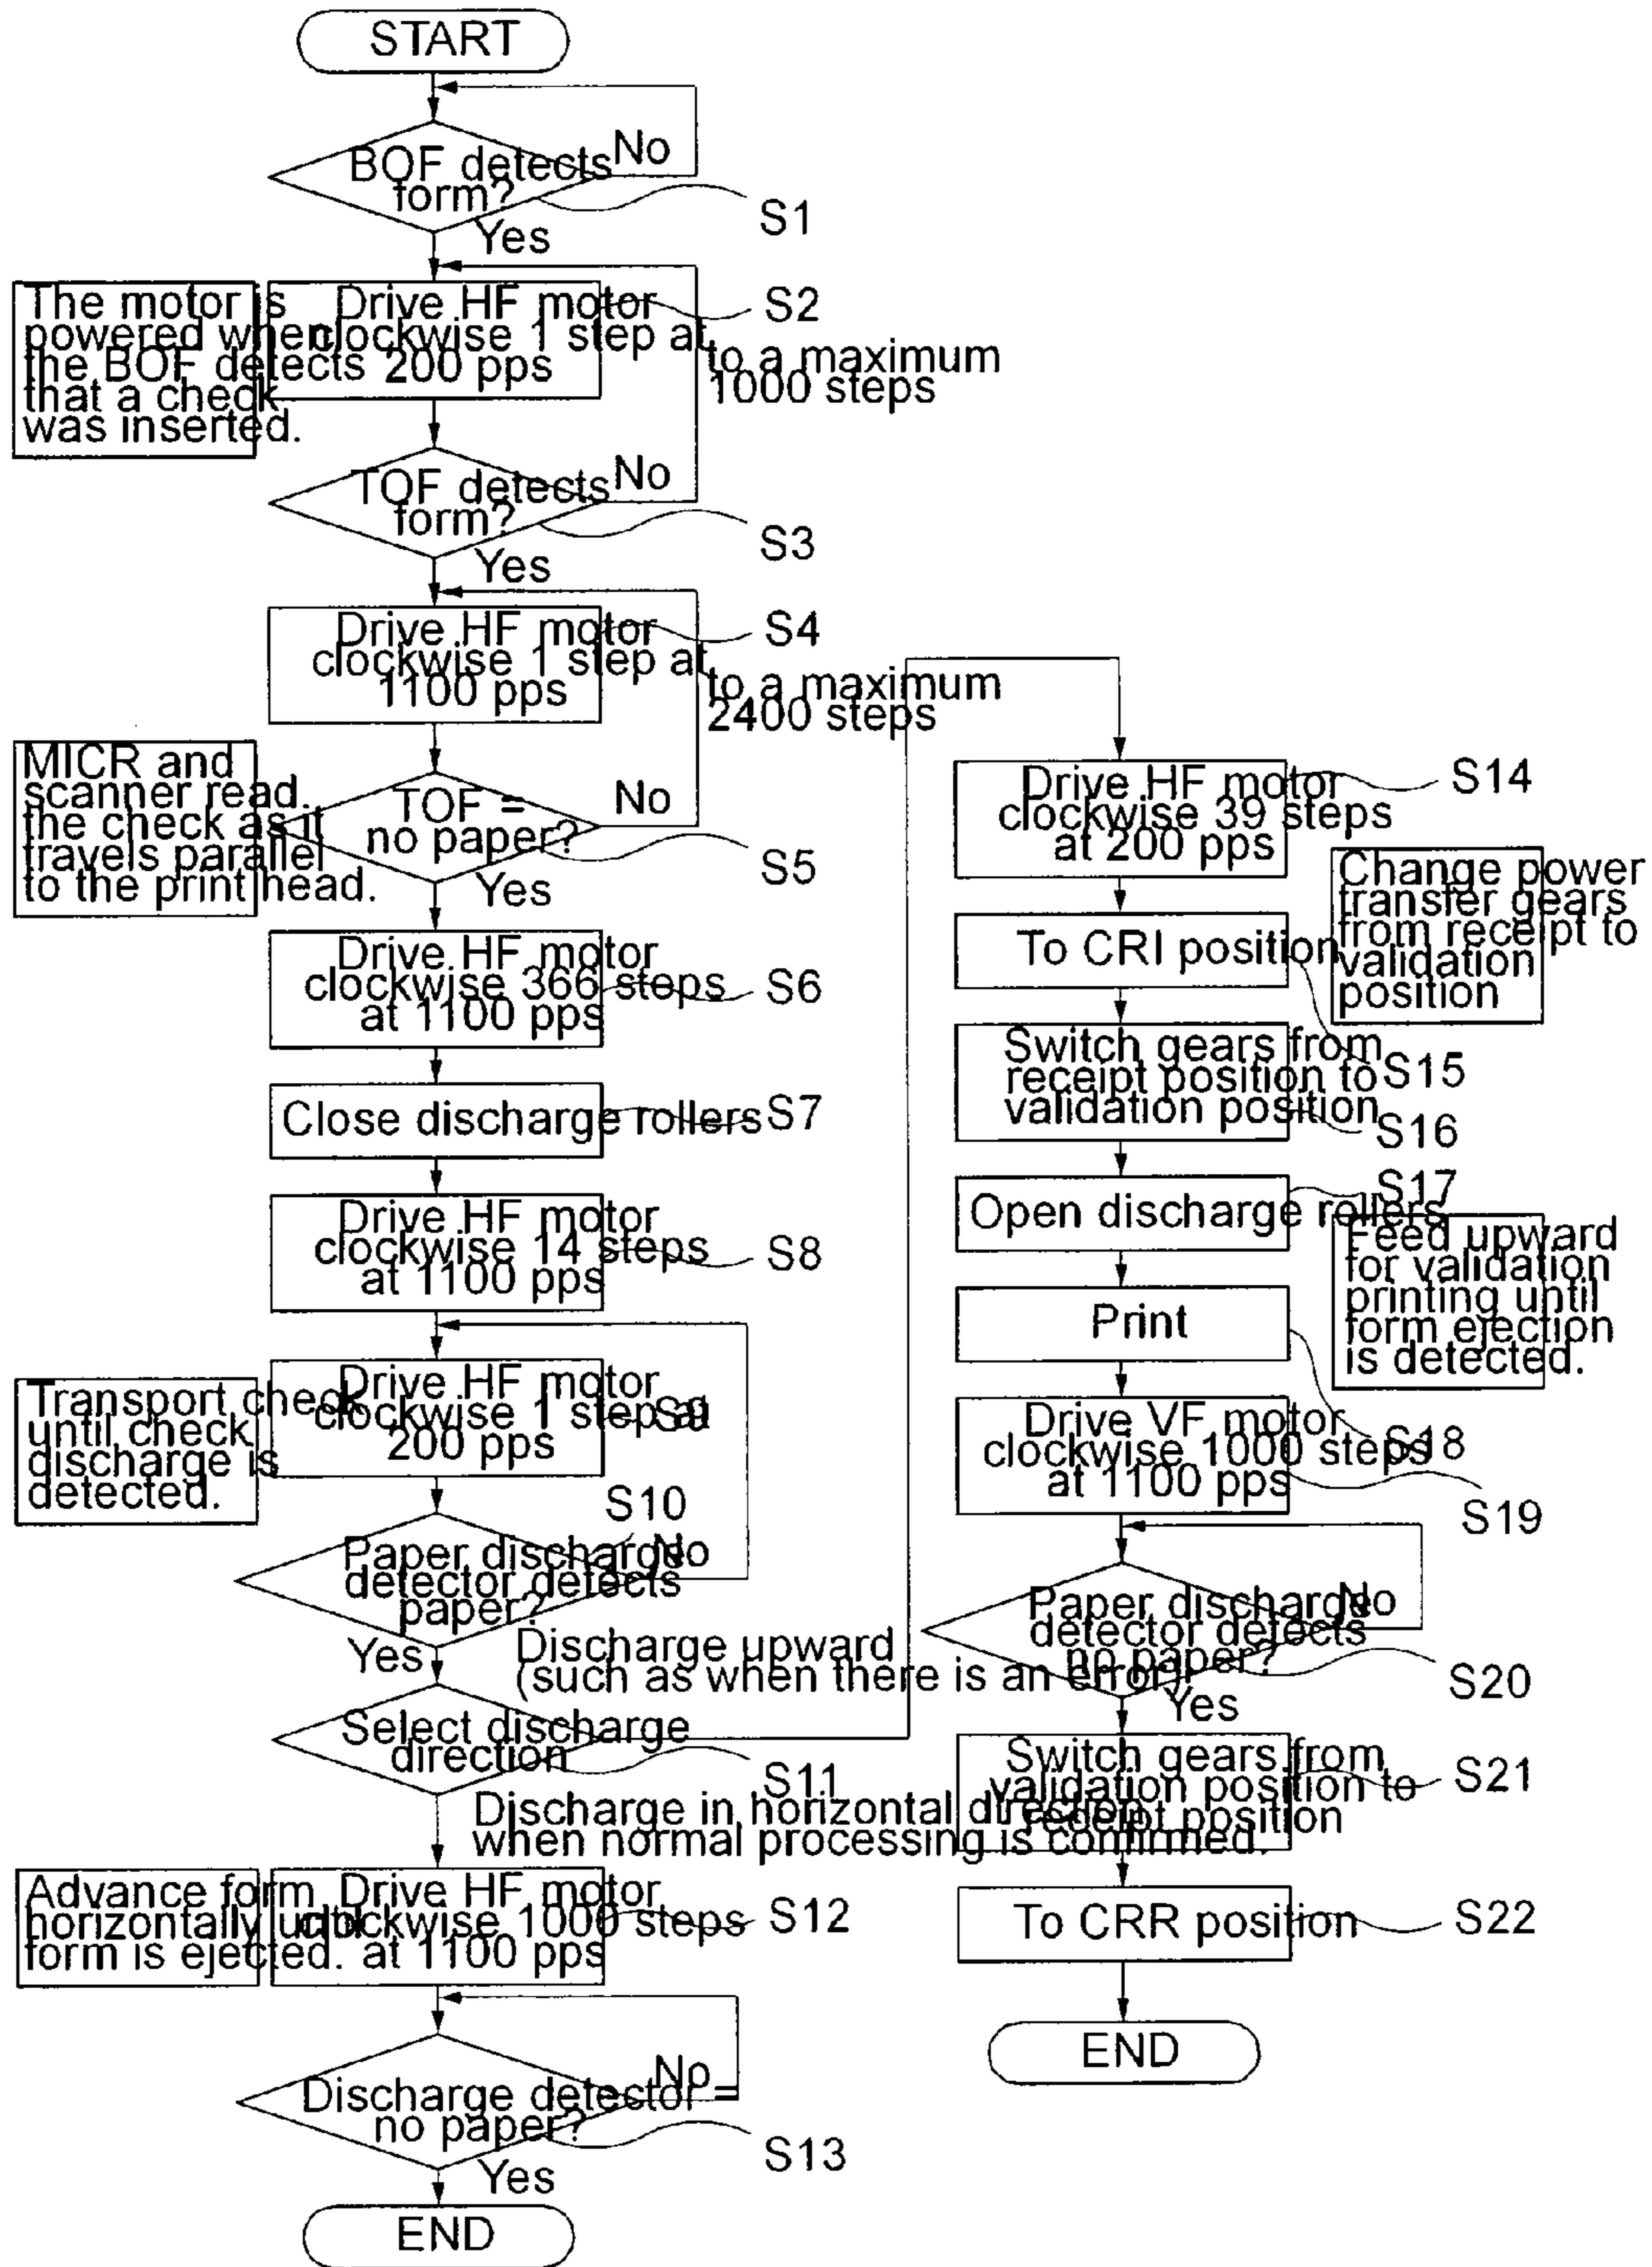 START
BOF detects
form?
No
S1
Yes
The motor is
powered when
the BOF detects
that a check
was inserted.
Drive HF motor
clockwise 1 step at
200 pps
S2
to a maximum
1000 steps
TOF detects
form?
No
S3
Yes
Drive HF motor
clockwise 1 step at
1100 pps
S4
to a maximum
2400 steps
MICR and
scanner read
the check as it
travels parallel
to the print head.
TOF =
no paper?
No
S5
Yes
Drive HF motor
clockwise 366 steps
at 1100 pps
S6
Close discharge rollers
S7
Drive HF motor
clockwise 14 steps
at 1100 pps
S8
Transport check
until check
discharge is
detected.
Drive HF motor
clockwise 1 step at
200 pps
S9
S10
Paper discharge
detector detects
paper?
No
Yes
Discharge upward
(such as when there is an error)
Select discharge
direction
S11
Discharge in horizontal direction
when normal processing is confirmed.
Advance form
horizontally until
form is ejected.
Drive HF motor
clockwise 1000 steps
at 1100 pps
S12
Discharge detector =
no paper?
No
S13
Yes
END
Drive HF motor
clockwise 39 steps
at 200 pps
S14
Change power
transfer gears
from receipt to
validation
position
To CRI position
S15
Switch gears from
receipt position to
validation position
S16
S17
Open discharge rollers
Feed upward
for validation
printing until
form ejection
is detected.
Print
S18
Drive VF motor
clockwise 1000 steps
at 1100 pps
S19
Paper discharge
detector detects
no paper?
No
S20
Yes
Switch gears from
validation position to
receipt position
S21
To CRR position
S22
END